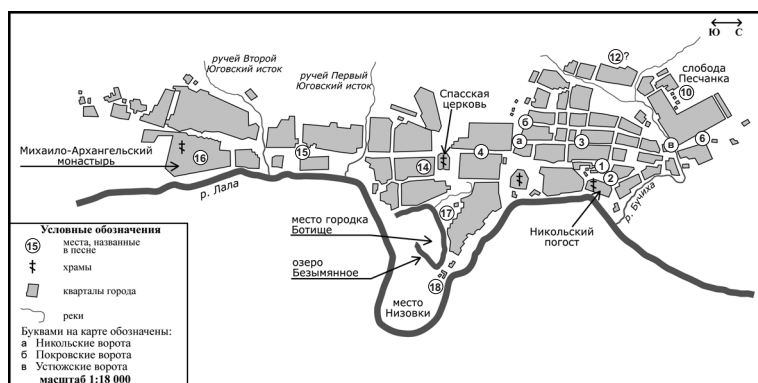 Ю С
ручей Второй
Юговский исток
ручей Первый
Юговский исток
Спасская
церковь
12?
слобода
Песчанка
10
б
а
3
в
6
4
1
2
14
15
16
17
18
Михаило-Архангельский
монастырь
р. Лала
место городка
Ботище
озеро
Безымянное
место
Низовки
Никольский
погост
р. Бучиха
Условные обозначения
15 места, названные
в песне
храмы
кварталы города
реки
Буквами на карте обозначены:
а Никольские ворота
б Покровские ворота
в Устюжские ворота
масштаб 1:18 000